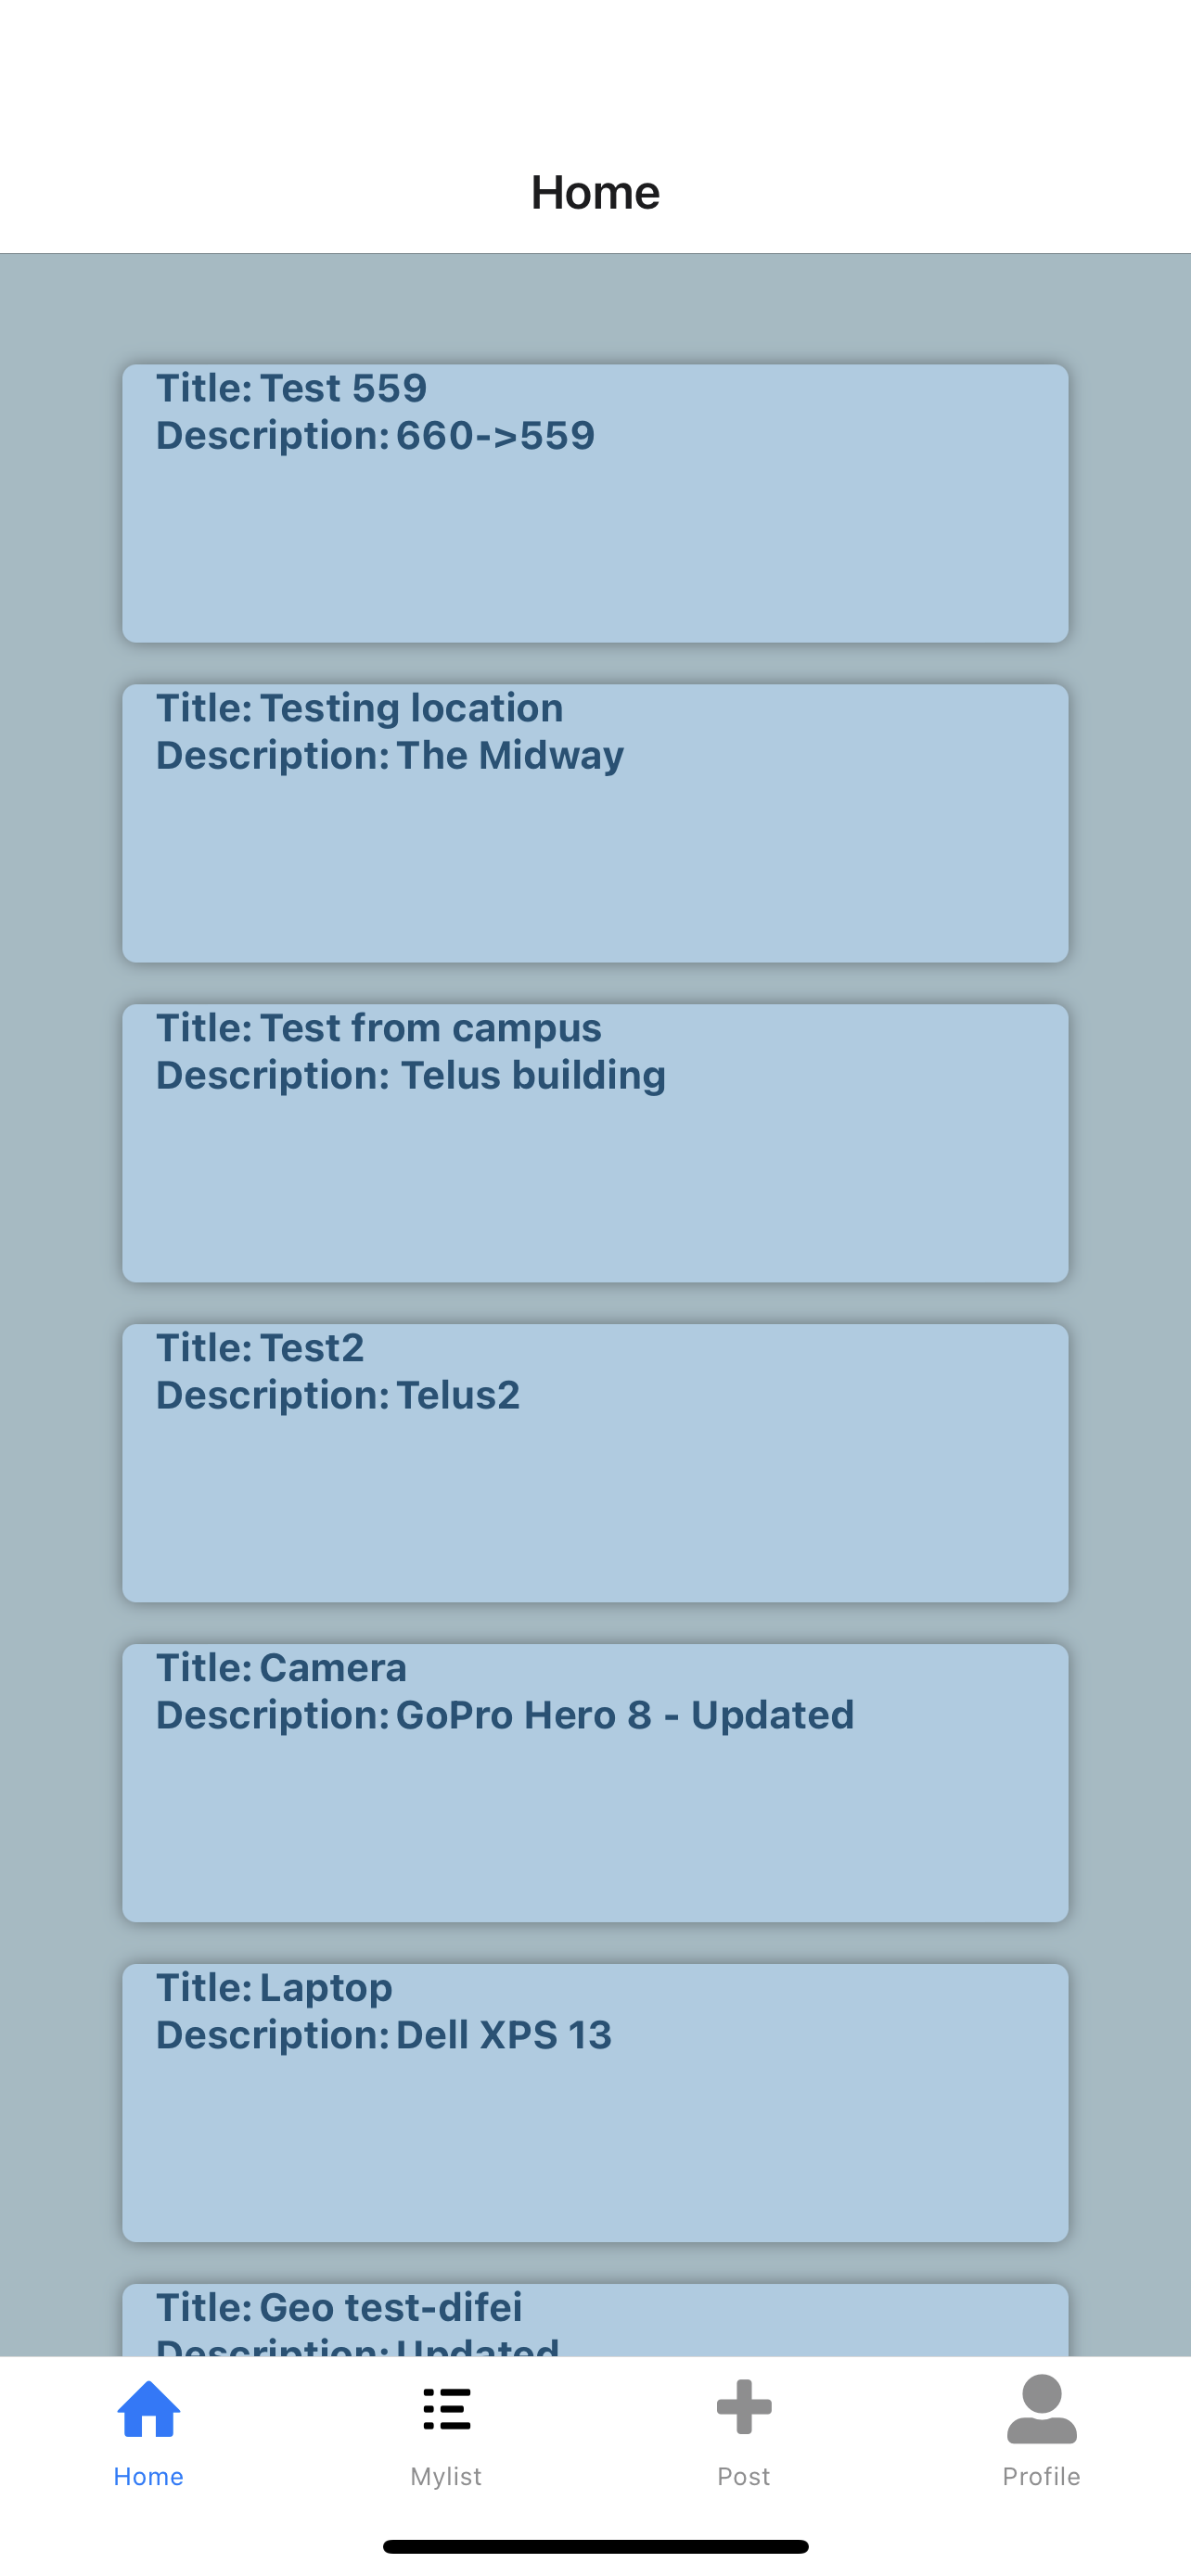 Home
Title: Test 559
Description: 660->559
Title: Testing location
Description: The Midway
Title: Test from campus
Description: Telus building
Title: Test2
Description: Telus2
Title: Camera
Description: GoPro Hero 8 - Updated
Title: Laptop
Description: Dell XPS 13
Title: Geo test-difei
Description: Updated
Home Mylist Post Profile